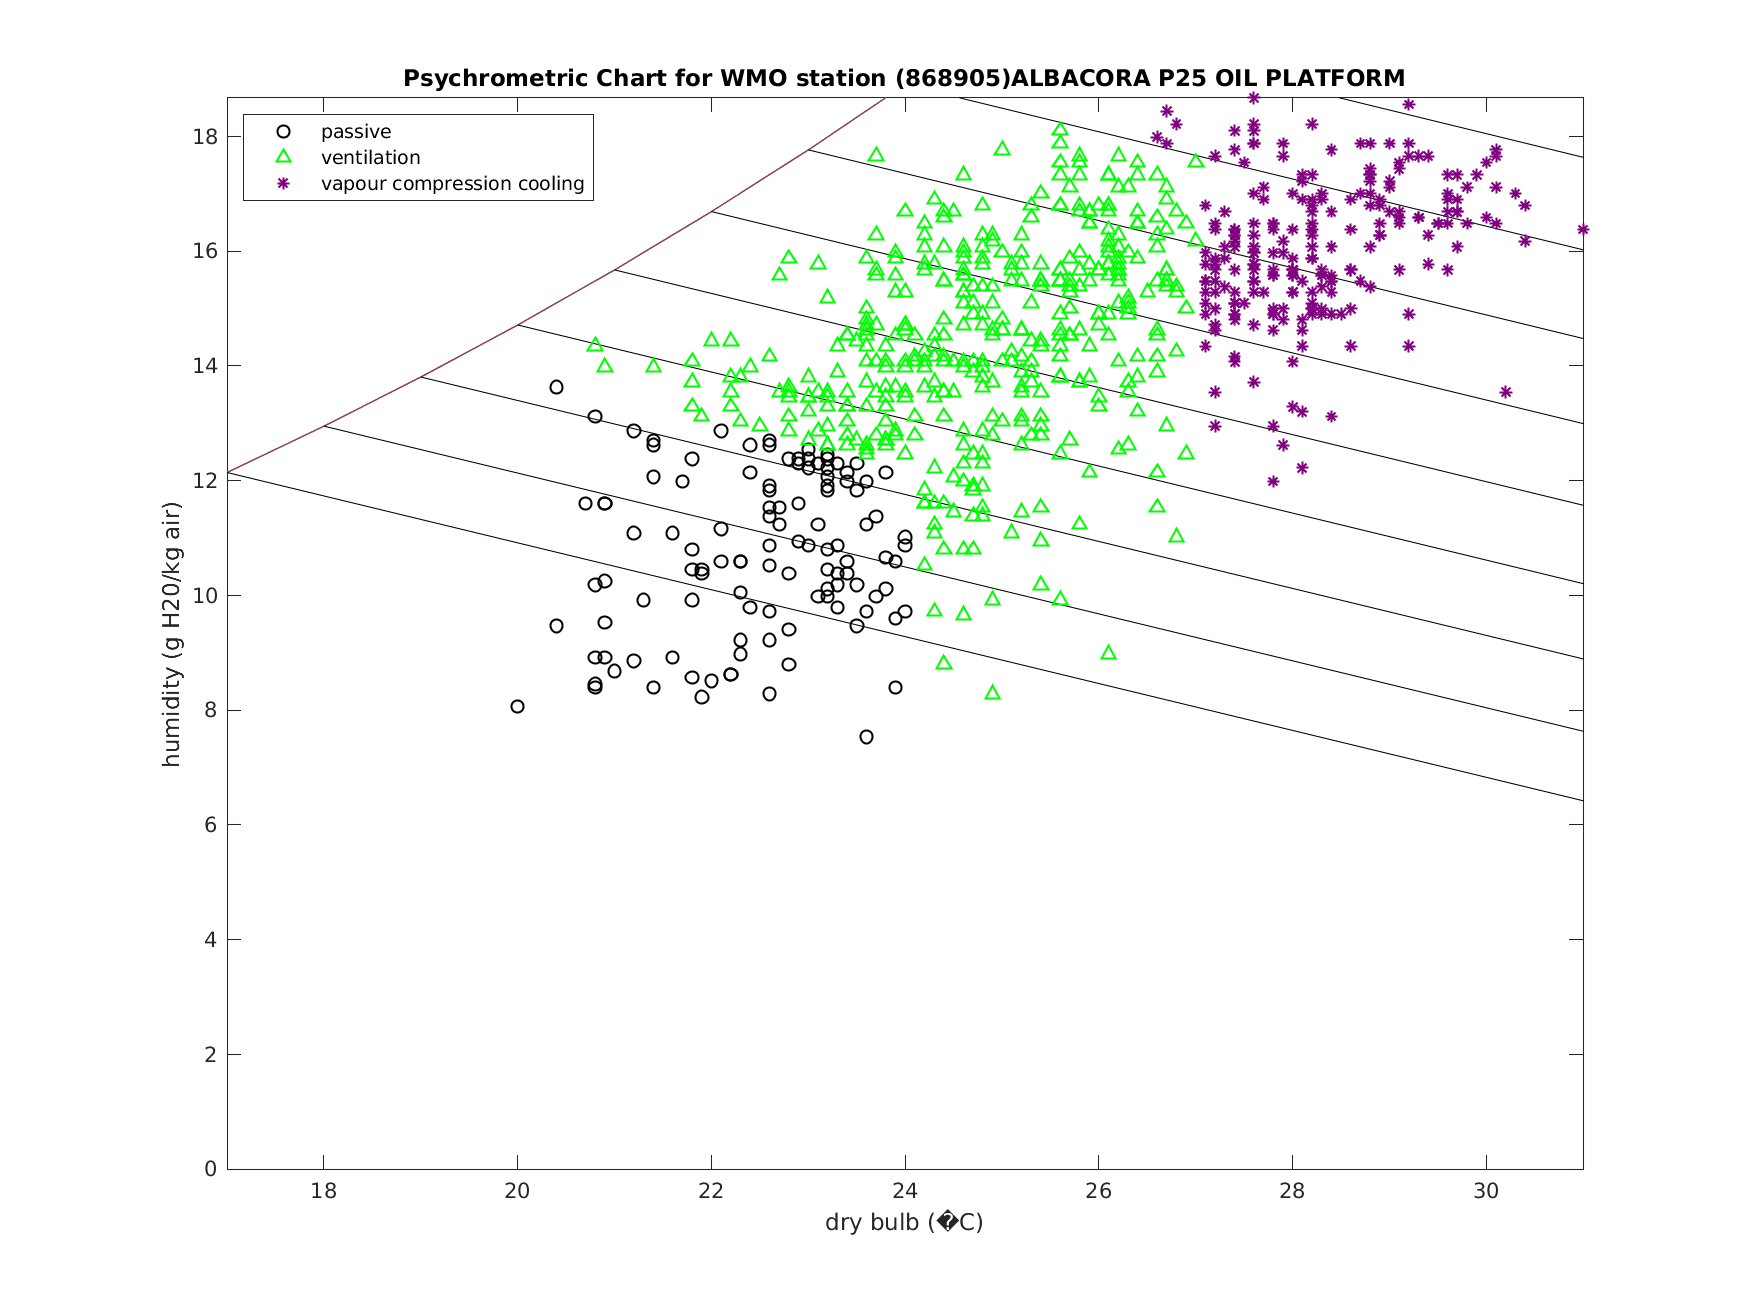 Psychrometric Chart for WMO station (868905)ALBACORA P25 OIL PLATFORM
passive
ventilation
vapour compression cooling
humidity (g H20/kg air)
18
16
14
12
10
8
6
4
2
0
18 20 22 24 26 28 30
dry bulb (�C)